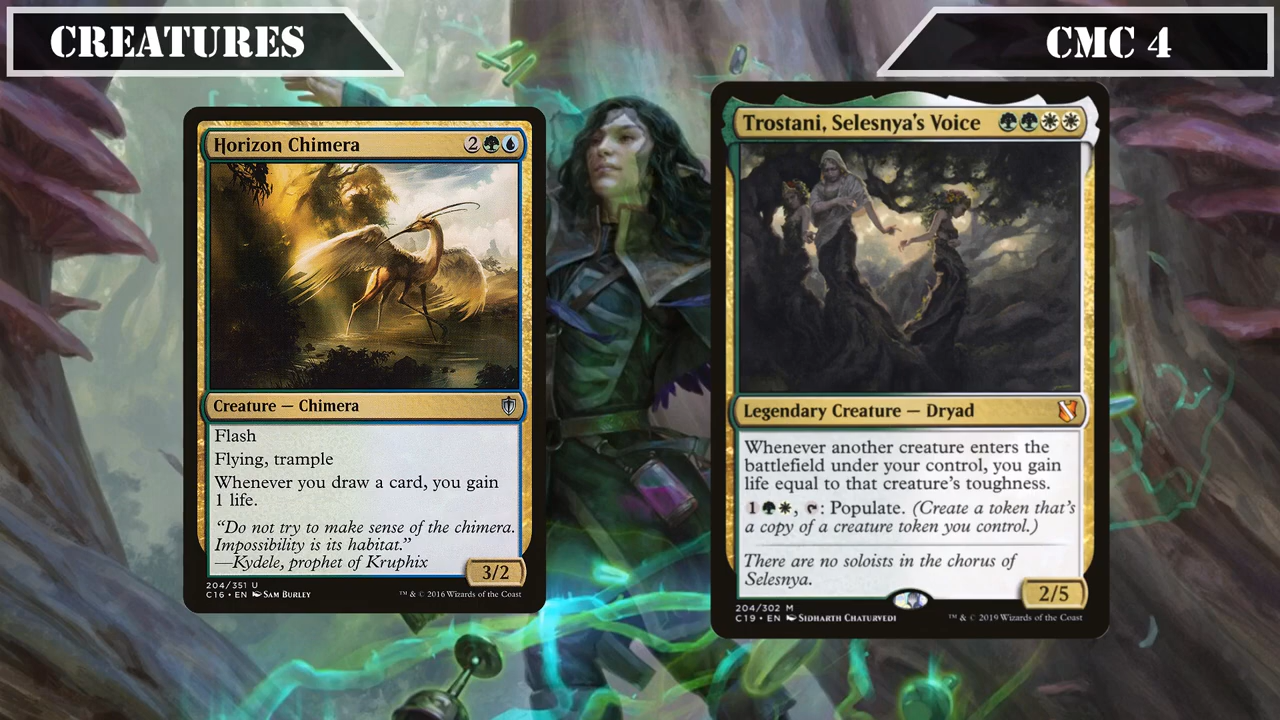 CREATURES
CMC 4
Horizon Chimera
2
Creature — Chimera
Flash
Flying, trample
Whenever you draw a card, you gain
1 life.
“Do not try to make sense of the chimera.
Impossibility is its habitat.”
—Kydele, prophet of Kruphix
3/2
204/351 U
C16 • EN SAM BURLEY
™ & © 2016 Wizards of the Coast
Trostani, Selesnya's Voice
Legendary Creature — Dryad
Whenever another creature enters the
battlefield under your control, you gain
life equal to that creature's toughness.
1 , : Populate. (Create a token that's
a copy of a creature token you control.)
There are no soloists in the chorus of
Selesnya.
2/5
204/302 M
C19 • EN SIDHARTH CHATURVEDI
™ & © 2019 Wizards of the Coast